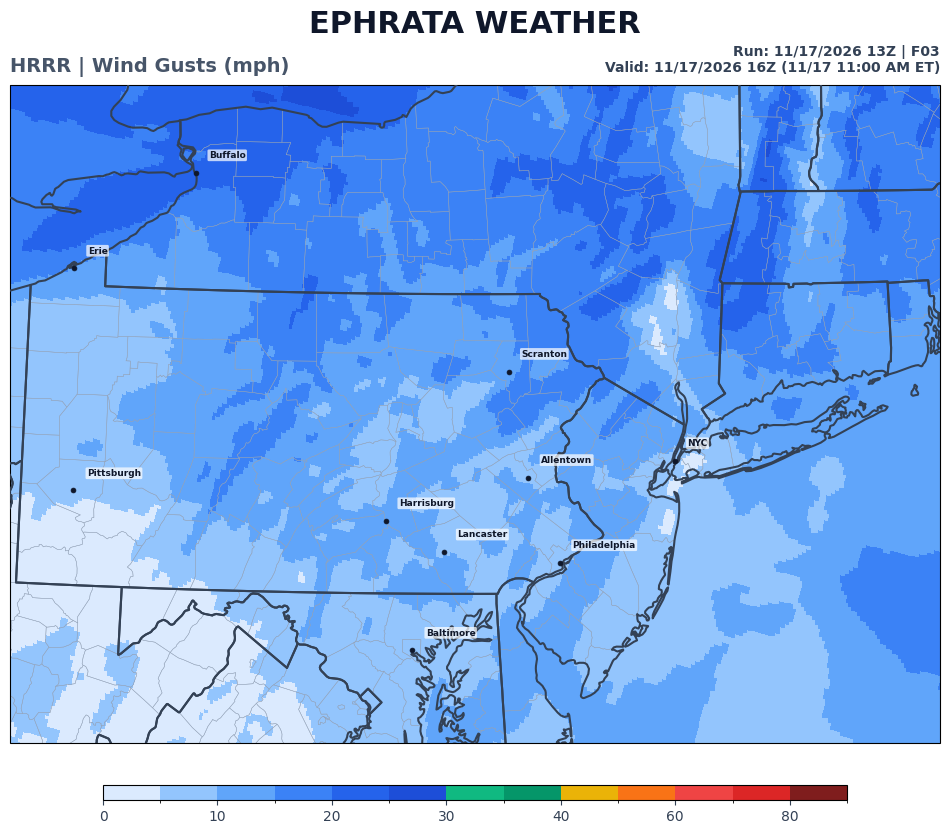 EPHRATA WEATHER
HRRR | Wind Gusts (mph)
Run: 11/17/2026 13Z | F03
Valid: 11/17/2026 16Z (11/17 11:00 AM ET)
Buffalo
Erie
Scranton
NYC
Allentown
Pittsburgh
Harrisburg
Lancaster
Philadelphia
Baltimore
0 10 20 30 40 60 80